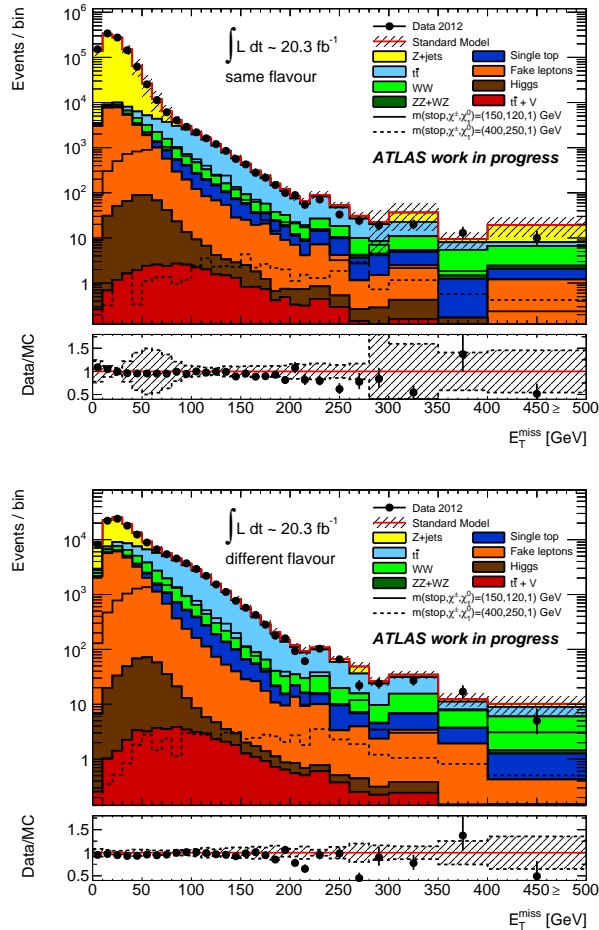 Events / bin
10⁶
10⁵
10⁴
10³
10²
10
1
∫ L dt ~ 20.3 fb⁻¹
same flavour
Data 2012
Standard Model
Z+jets
Single top
tt̄
Fake leptons
WW
Higgs
ZZ+WZ
tt̄ + V
m(stop,χ±,χ⁰₁)=(150,120,1) GeV
m(stop,χ±,χ⁰₁)=(400,250,1) GeV
ATLAS work in progress
Data/MC
1.5
1
0.5
0 50 100 150 200 250 300 350 400 450 ≥ 500
E_T^miss [GeV]
Events / bin
10⁴
10³
10²
10
1
∫ L dt ~ 20.3 fb⁻¹
different flavour
Data 2012
Standard Model
Z+jets
Single top
tt̄
Fake leptons
WW
Higgs
ZZ+WZ
tt̄ + V
m(stop,χ±,χ⁰₁)=(150,120,1) GeV
m(stop,χ±,χ⁰₁)=(400,250,1) GeV
ATLAS work in progress
Data/MC
1.5
1
0.5
0 50 100 150 200 250 300 350 400 450 ≥ 500
E_T^miss [GeV]